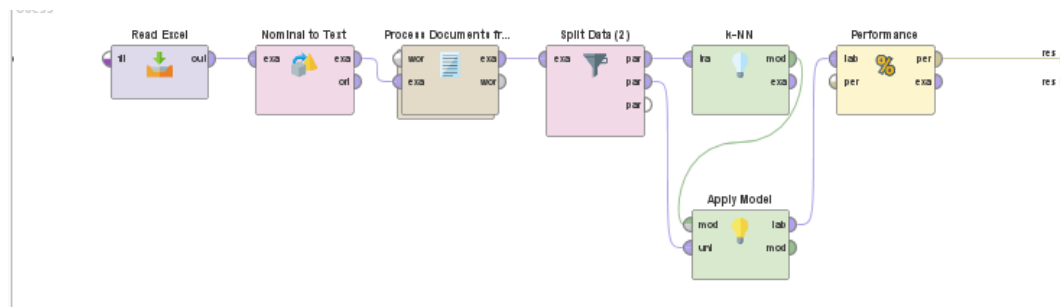 Read Excel
fil
out
Nominal to Text
exa
exa
ori
Process Documents fr...
wor
exa
exa
wor
Split Data (2)
exa
par
par
par
k-NN
tra
mod
exa
Performance
lab
per
per
exa
res
res
Apply Model
mod
lab
unl
mod